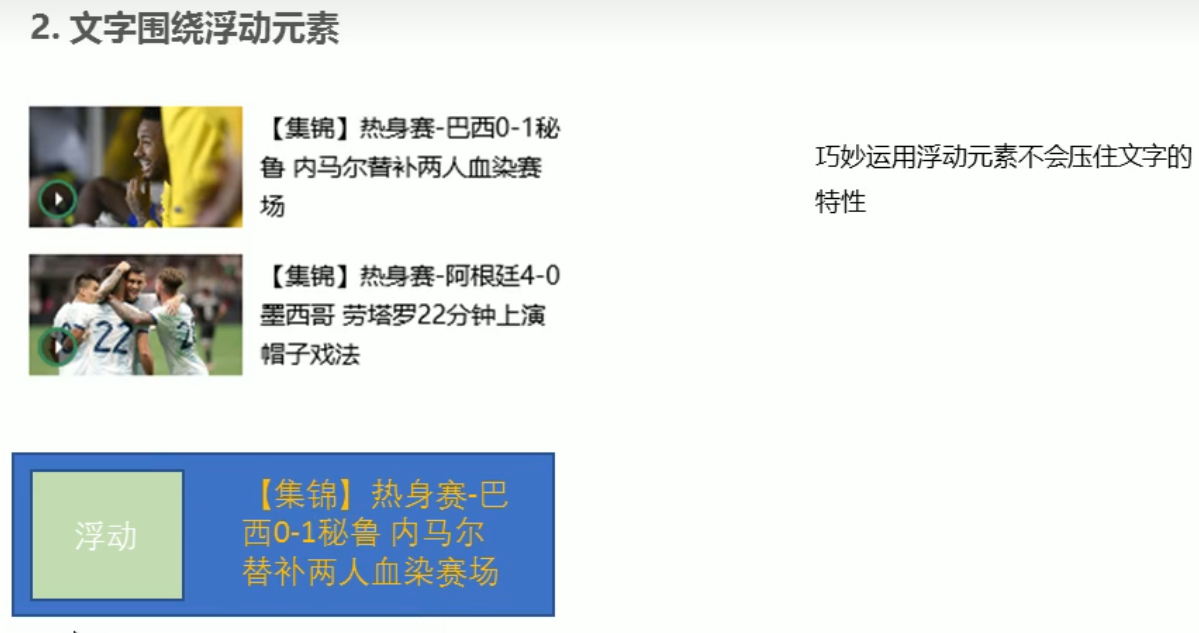 2. 文字围绕浮动元素
【集锦】热身赛-巴西0-1秘
鲁 内马尔替补两人血染赛
场
巧妙运用浮动元素不会压住文字的
特性
【集锦】热身赛-阿根廷4-0
墨西哥 劳塔罗22分钟上演
帽子戏法
22
浮动
【集锦】热身赛-巴
西0-1秘鲁 内马尔
替补两人血染赛场